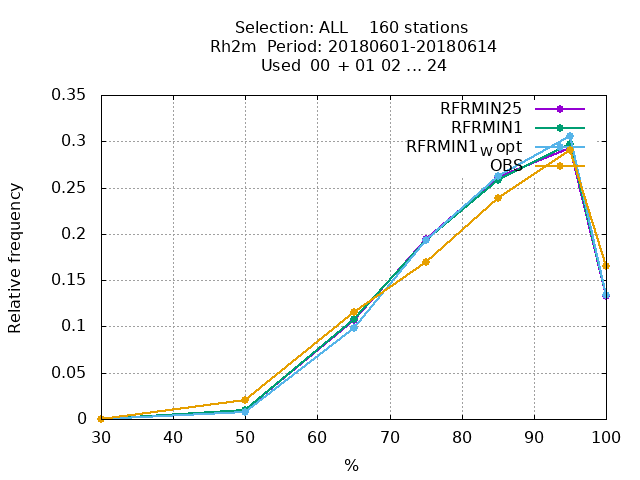 Selection: ALL    160 stations
Rh2m  Period: 20180601-20180614
Used  00 + 01 02 ... 24
RFRMIN25
RFRMIN1
RFRMIN1W opt
OBS
Relative frequency
0.35
0.3
0.25
0.2
0.15
0.1
0.05
0
30 40 50 60 70 80 90 100
%